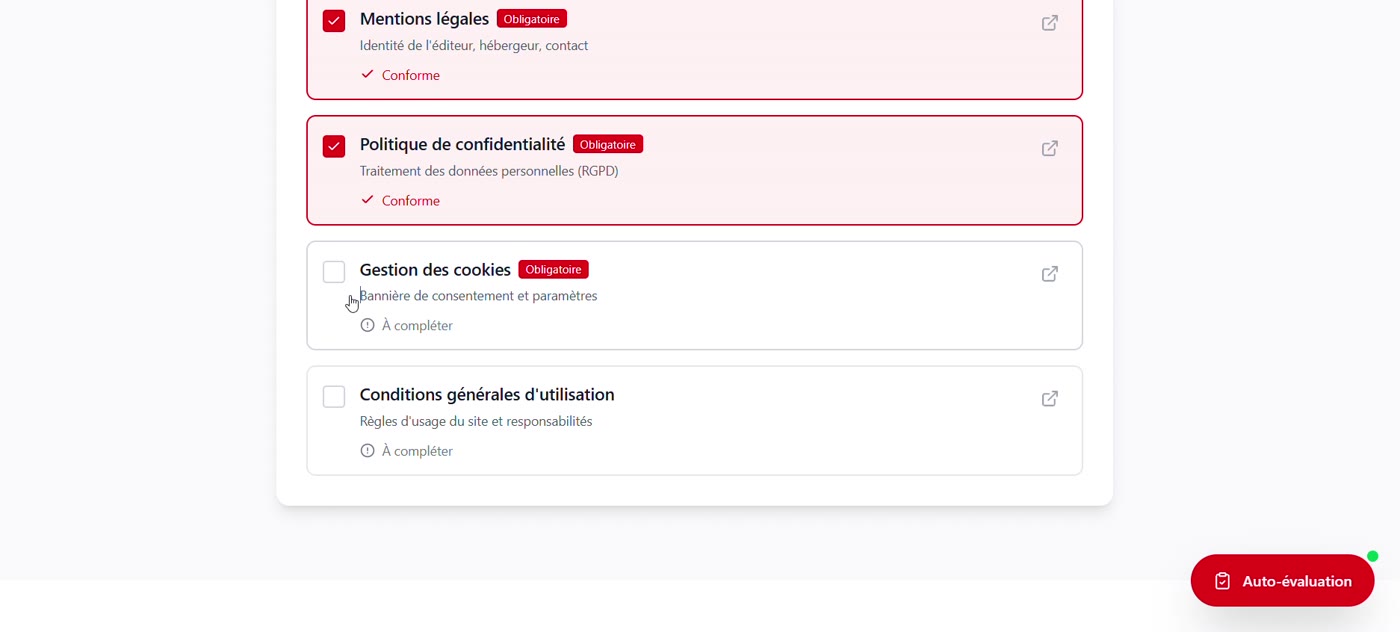 Mentions légales Obligatoire
Identité de l'éditeur, hébergeur, contact
Conforme
Politique de confidentialité Obligatoire
Traitement des données personnelles (RGPD)
Conforme
Gestion des cookies Obligatoire
Bannière de consentement et paramètres
À compléter
Conditions générales d'utilisation
Règles d'usage du site et responsabilités
À compléter
Auto-évaluation